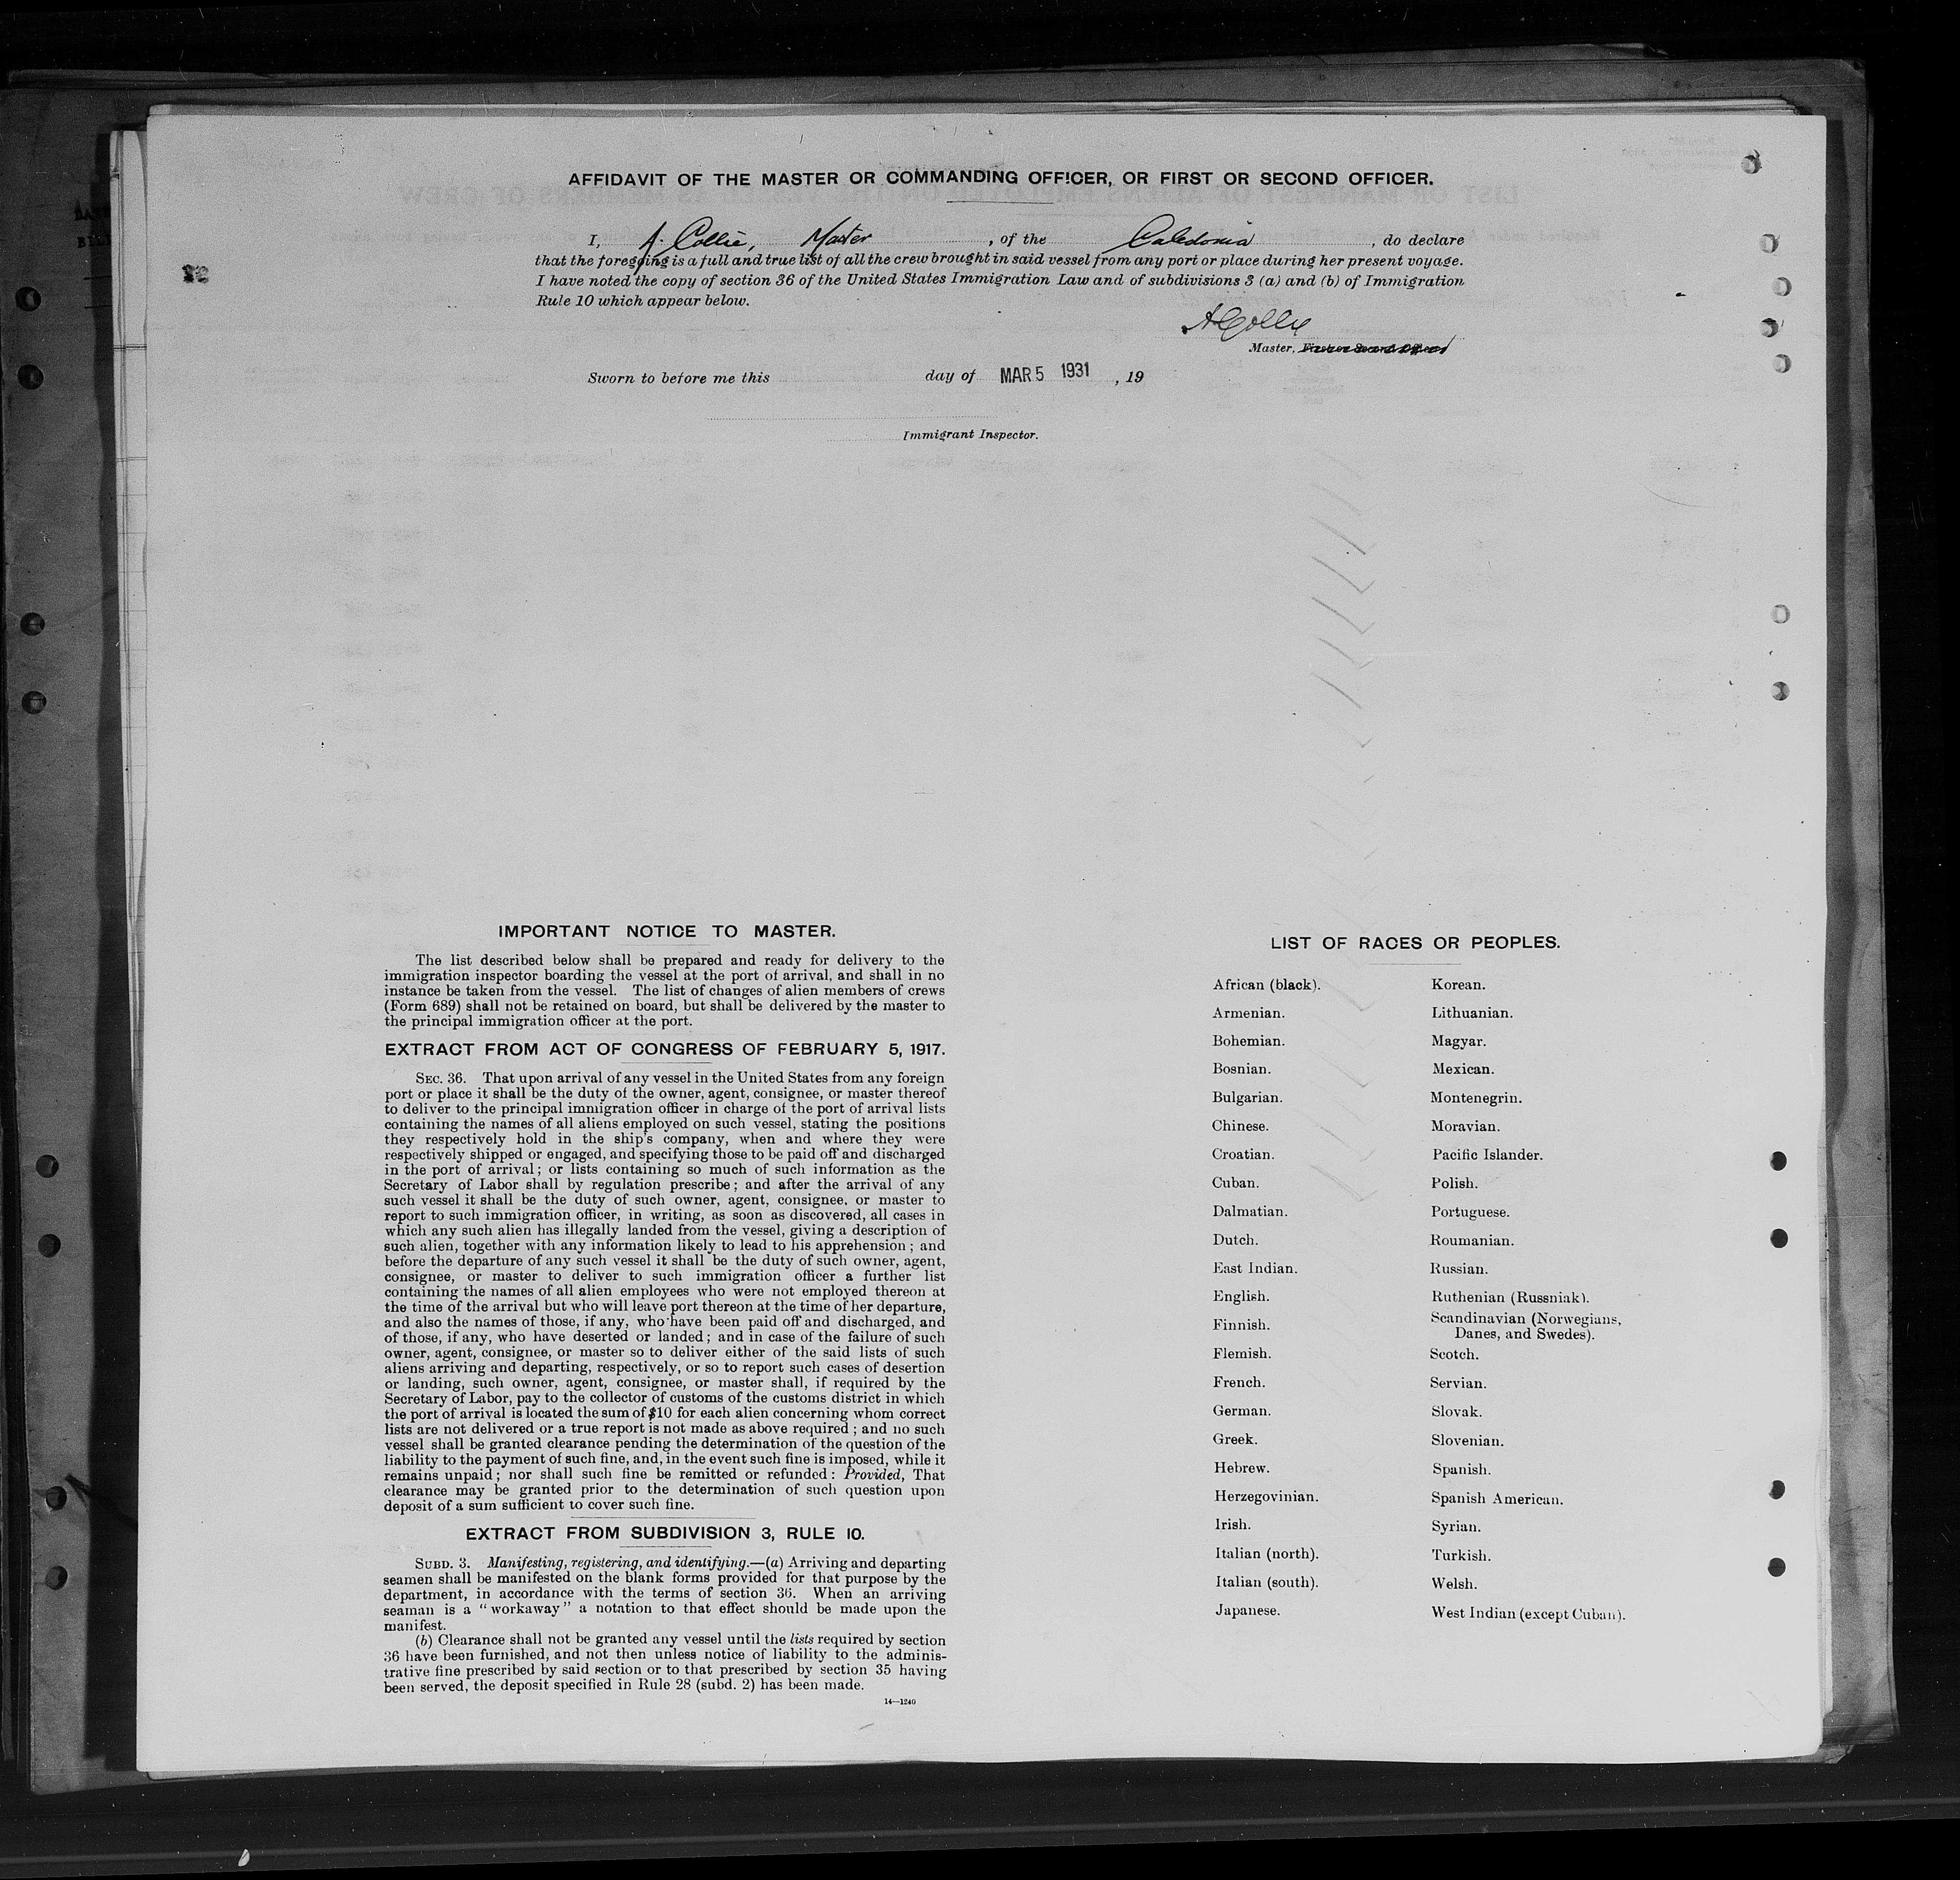 AFFIDAVIT OF THE MASTER OR COMMANDING OFFICER, OR FIRST OR SECOND OFFICER.
I, A. Collie, Master , of the Caledonia , do declare
that the foregoing is a full and true list of all the crew brought in said vessel from any port or place during her present voyage.
I have noted the copy of section 36 of the United States Immigration Law and of subdivisions 3 (a) and (b) of Immigration
Rule 10 which appear below.
A Collie
Master, First or Second Officer
Sworn to before me this day of MAR 5 1931 , 19
Immigrant Inspector.
IMPORTANT NOTICE TO MASTER.
The list described below shall be prepared and ready for delivery to the
immigration inspector boarding the vessel at the port of arrival, and shall in no
instance be taken from the vessel. The list of changes of alien members of crews
(Form 689) shall not be retained on board, but shall be delivered by the master to
the principal immigration officer at the port.
EXTRACT FROM ACT OF CONGRESS OF FEBRUARY 5, 1917.
SEC. 36. That upon arrival of any vessel in the United States from any foreign
port or place it shall be the duty of the owner, agent, consignee, or master thereof
to deliver to the principal immigration officer in charge of the port of arrival lists
containing the names of all aliens employed on such vessel, stating the positions
they respectively hold in the ship's company, when and where they were
respectively shipped or engaged, and specifying those to be paid off and discharged
in the port of arrival; or lists containing so much of such information as the
Secretary of Labor shall by regulation prescribe; and after the arrival of any
such vessel it shall be the duty of such owner, agent, consignee, or master to
report to such immigration officer, in writing, as soon as discovered, all cases in
which any such alien has illegally landed from the vessel, giving a description of
such alien, together with any information likely to lead to his apprehension; and
before the departure of any such vessel it shall be the duty of such owner, agent,
consignee, or master to deliver to such immigration officer a further list
containing the names of all alien employees who were not employed thereon at
the time of the arrival but who will leave port thereon at the time of her departure,
and also the names of those, if any, who have been paid off and discharged, and
of those, if any, who have deserted or landed; and in case of the failure of such
owner, agent, consignee, or master so to deliver either of the said lists of such
aliens arriving and departing, respectively, or so to report such cases of desertion
or landing, such owner, agent, consignee, or master shall, if required by the
Secretary of Labor, pay to the collector of customs of the customs district in which
the port of arrival is located the sum of $10 for each alien concerning whom correct
lists are not delivered or a true report is not made as above required; and no such
vessel shall be granted clearance pending the determination of the question of the
liability to the payment of such fine, and, in the event such fine is imposed, while it
remains unpaid; nor shall such fine be remitted or refunded: Provided, That
clearance may be granted prior to the determination of such question upon
deposit of a sum sufficient to cover such fine.
EXTRACT FROM SUBDIVISION 3, RULE 10.
SUBD. 3. Manifesting, registering, and identifying.—(a) Arriving and departing
seamen shall be manifested on the blank forms provided for that purpose by the
department, in accordance with the terms of section 36. When an arriving
seaman is a "workaway" a notation to that effect should be made upon the
manifest.
(b) Clearance shall not be granted any vessel until the lists required by section
36 have been furnished, and not then unless notice of liability to the adminis-
trative fine prescribed by said section or to that prescribed by section 35 having
been served, the deposit specified in Rule 28 (subd. 2) has been made.
14—1240
LIST OF RACES OR PEOPLES.
African (black).
Armenian.
Bohemian.
Bosnian.
Bulgarian.
Chinese.
Croatian.
Cuban.
Dalmatian.
Dutch.
East Indian.
English.
Finnish.
Flemish.
French.
German.
Greek.
Hebrew.
Herzegovinian.
Irish.
Italian (north).
Italian (south).
Japanese.
Korean.
Lithuanian.
Magyar.
Mexican.
Montenegrin.
Moravian.
Pacific Islander.
Polish.
Portuguese.
Roumanian.
Russian.
Ruthenian (Russniak).
Scandinavian (Norwegians,
Danes, and Swedes).
Scotch.
Servian.
Slovak.
Slovenian.
Spanish.
Spanish American.
Syrian.
Turkish.
Welsh.
West Indian (except Cuban).